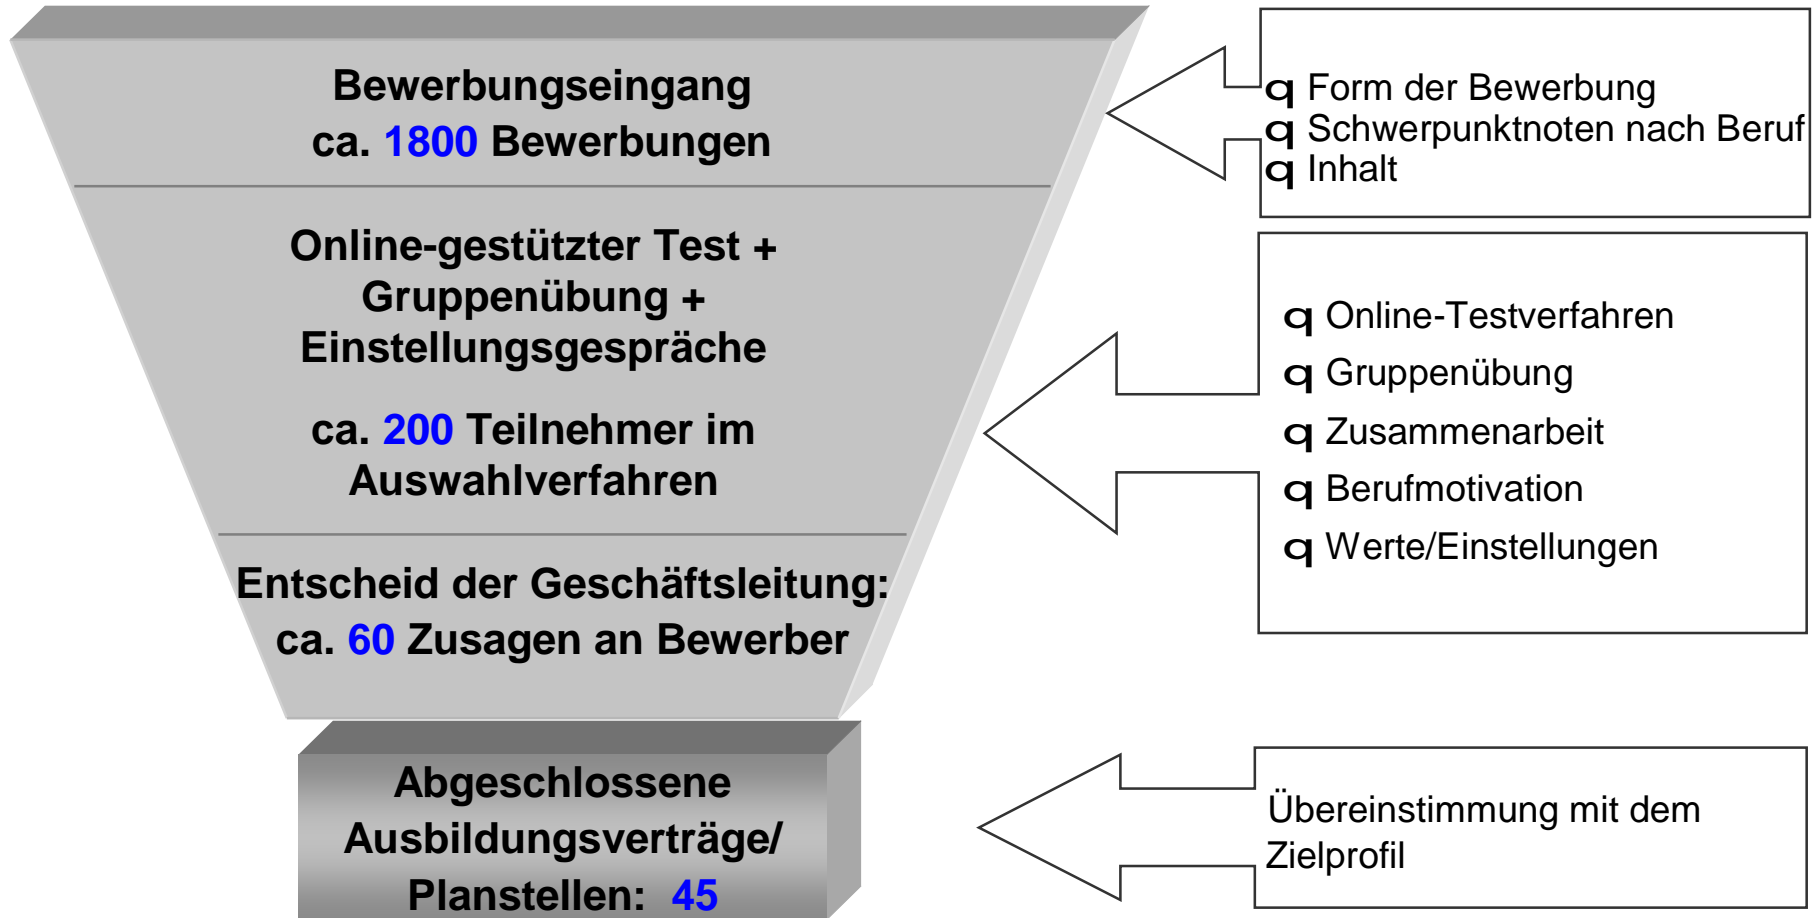 Bewerbungseingang
ca. 1800 Bewerbungen
q Form der Bewerbung
q Schwerpunktnoten nach Beruf
q Inhalt
Online-gestützter Test +
Gruppenübung +
Einstellungsgespräche
ca. 200 Teilnehmer im
Auswahlverfahren
q Online-Testverfahren
q Gruppenübung
q Zusammenarbeit
q Berufmotivation
q Werte/Einstellungen
Entscheid der Geschäftsleitung:
ca. 60 Zusagen an Bewerber
Abgeschlossene
Ausbildungsverträge/
Planstellen: 45
Übereinstimmung mit dem
Zielprofil